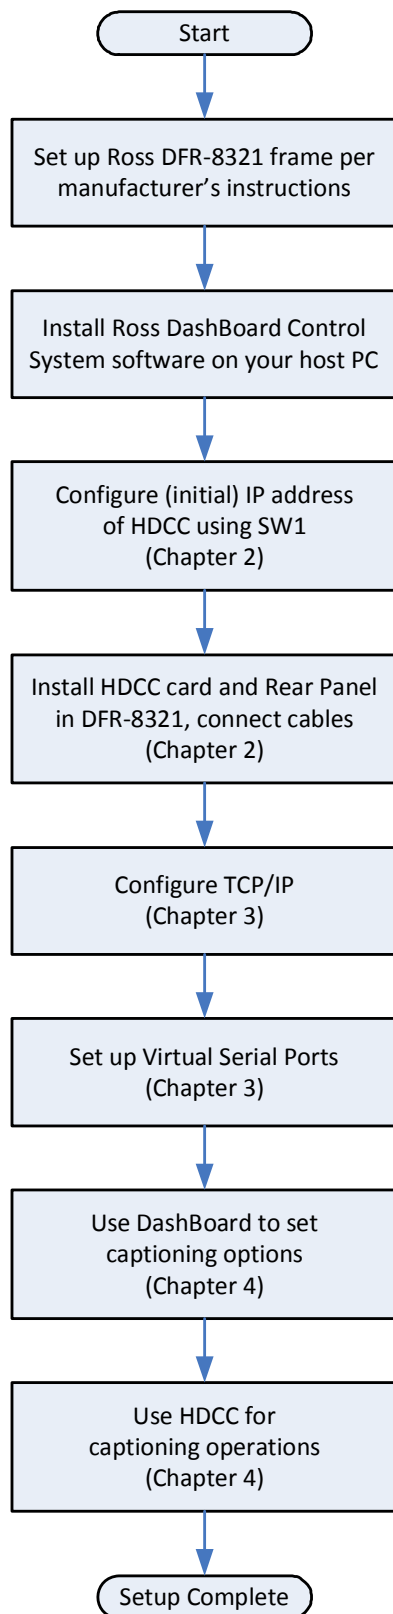 Start
Set up Ross DFR-8321 frame per
manufacturer’s instructions
Install Ross DashBoard Control
System software on your host PC
Configure (initial) IP address
of HDCC using SW1
(Chapter 2)
Install HDCC card and Rear Panel
in DFR-8321, connect cables
(Chapter 2)
Configure TCP/IP
(Chapter 3)
Set up Virtual Serial Ports
(Chapter 3)
Use DashBoard to set
captioning options
(Chapter 4)
Use HDCC for
captioning operations
(Chapter 4)
Setup Complete